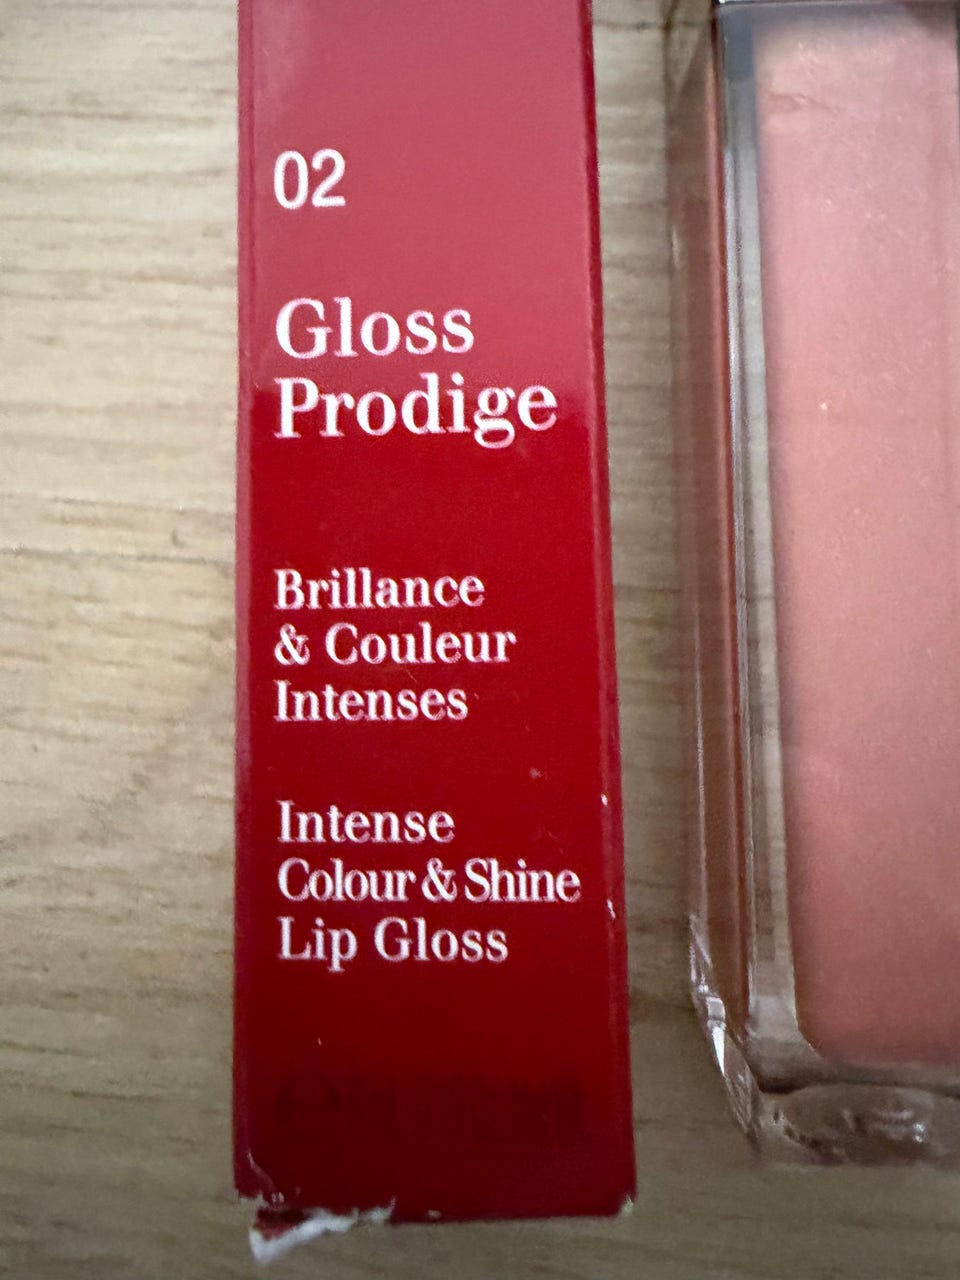 02
Gloss
Prodige
Brillance
& Couleur
Intenses
Intense
Colour & Shine
Lip Gloss